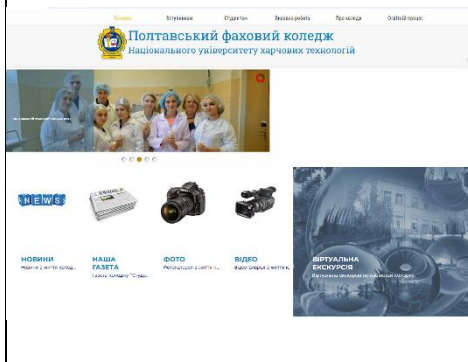 Головна Вступникам Студентам Виховна робота Про коледж Освітній процес
Полтавський фаховий коледж
Національного університету харчових технологій
NEWS
НОВИНИ
НАША
ГАЗЕТА
ФОТО
ВІДЕО
ВІРТУАЛЬНА
ЕКСКУРСІЯ